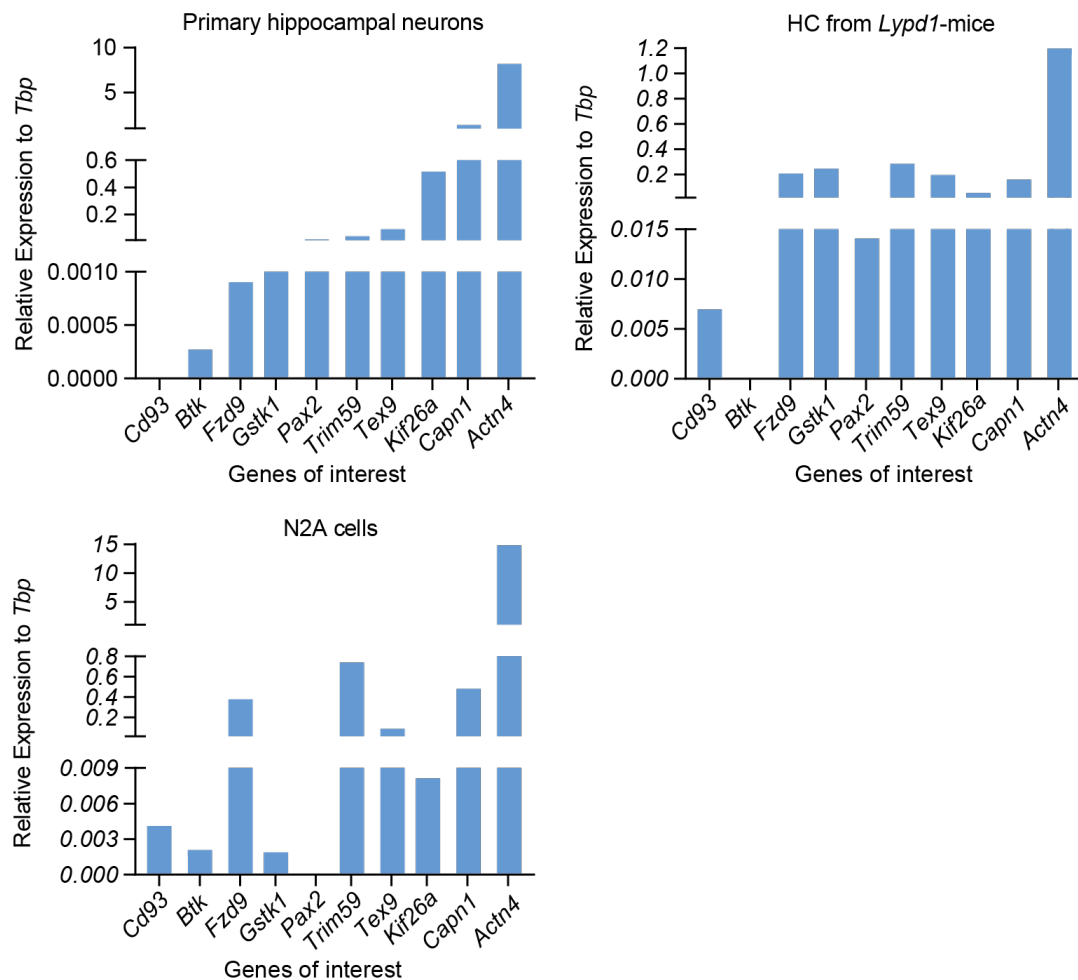 Primary hippocampal neurons
Relative Expression to Tbp
10
5
0.6
0.4
0.2
0.0010
0.0005
0.0000
Cd93
Btk
Fzd9
Gstk1
Pax2
Trim59
Tex9
Kif26a
Capn1
Actn4
Genes of interest
HC from Lypd1-mice
Relative Expression to Tbp
1.2
1.0
0.8
0.6
0.4
0.2
0.015
0.010
0.005
0.000
Cd93
Btk
Fzd9
Gstk1
Pax2
Trim59
Tex9
Kif26a
Capn1
Actn4
Genes of interest
N2A cells
Relative Expression to Tbp
15
10
5
0.8
0.6
0.4
0.2
0.009
0.006
0.003
0.000
Cd93
Btk
Fzd9
Gstk1
Pax2
Trim59
Tex9
Kif26a
Capn1
Actn4
Genes of interest